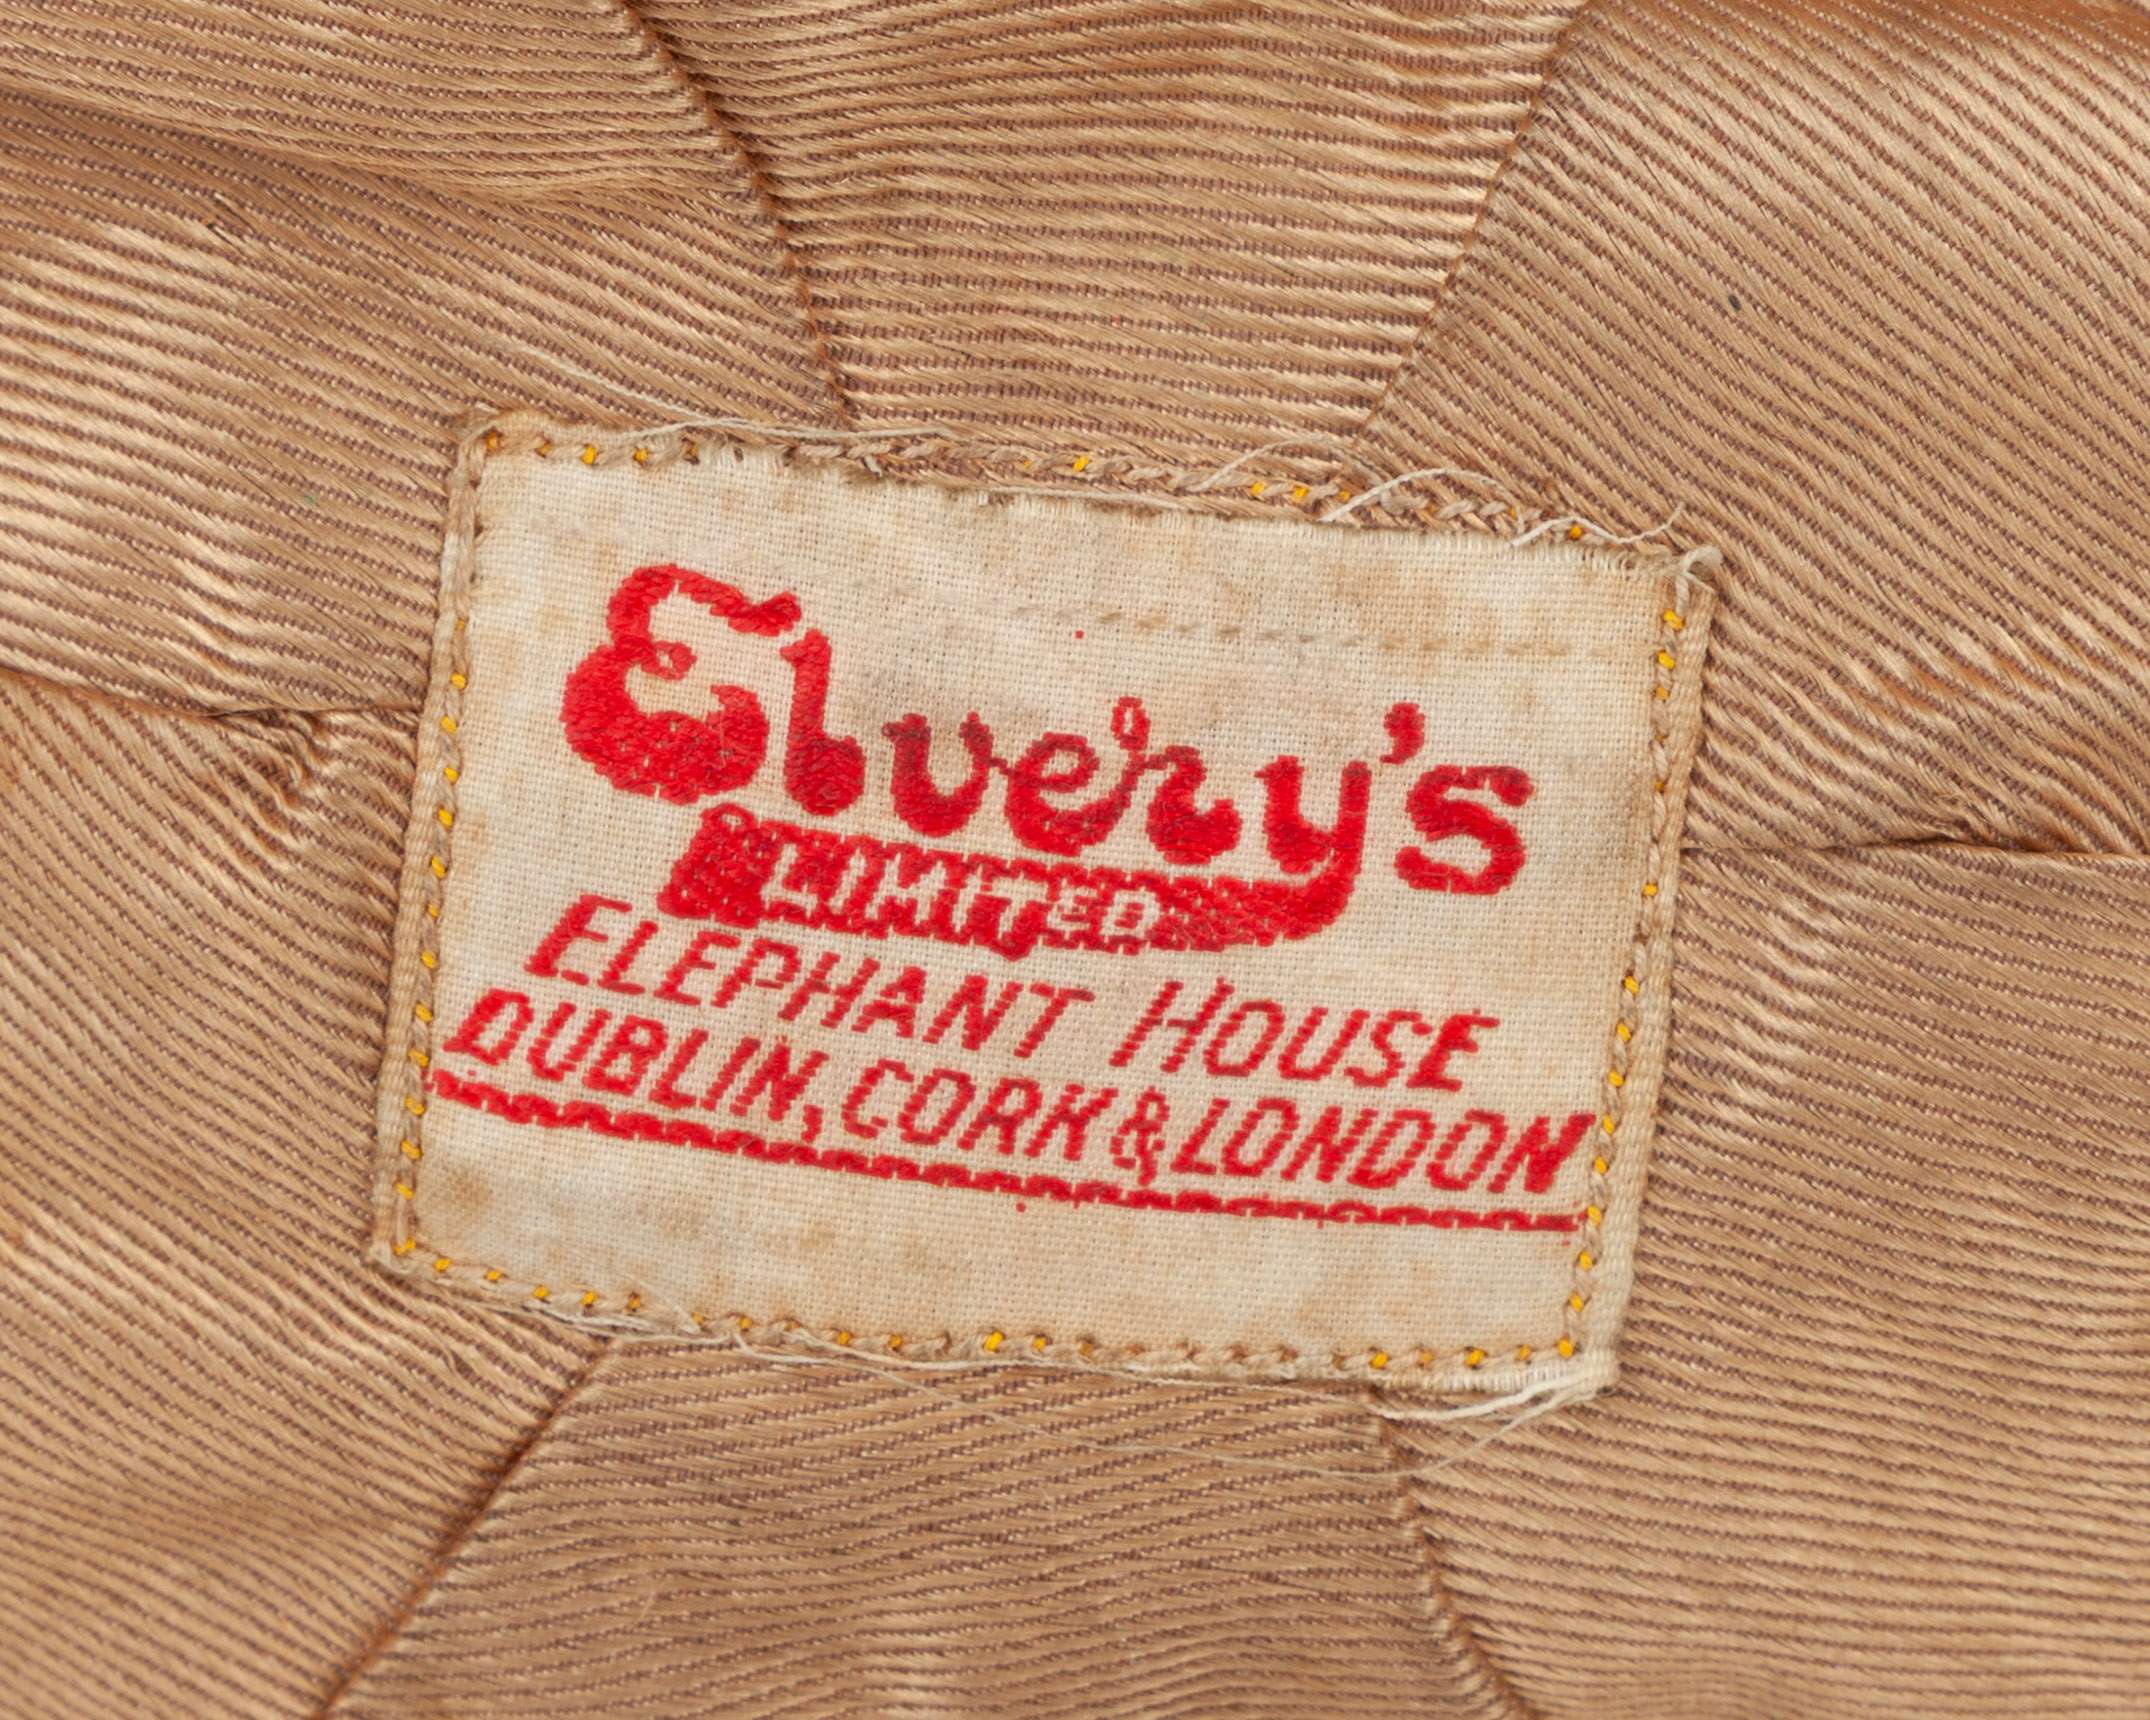 Elvery's
LIMITED
ELEPHANT HOUSE
DUBLIN, CORK & LONDON